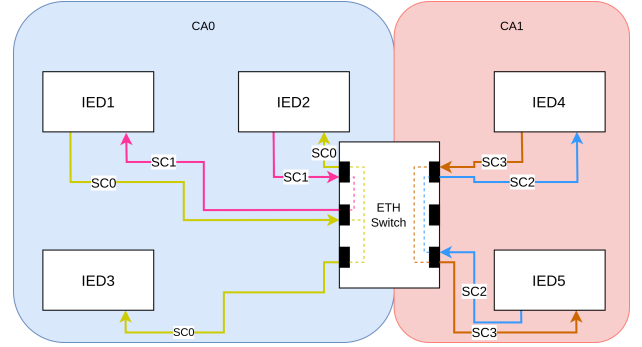 CA0
CA1
IED1
IED2
IED4
SC0
SC1
SC3
SC1
SC0
SC2
ETH
Switch
IED3
IED5
SC2
SC0
SC3